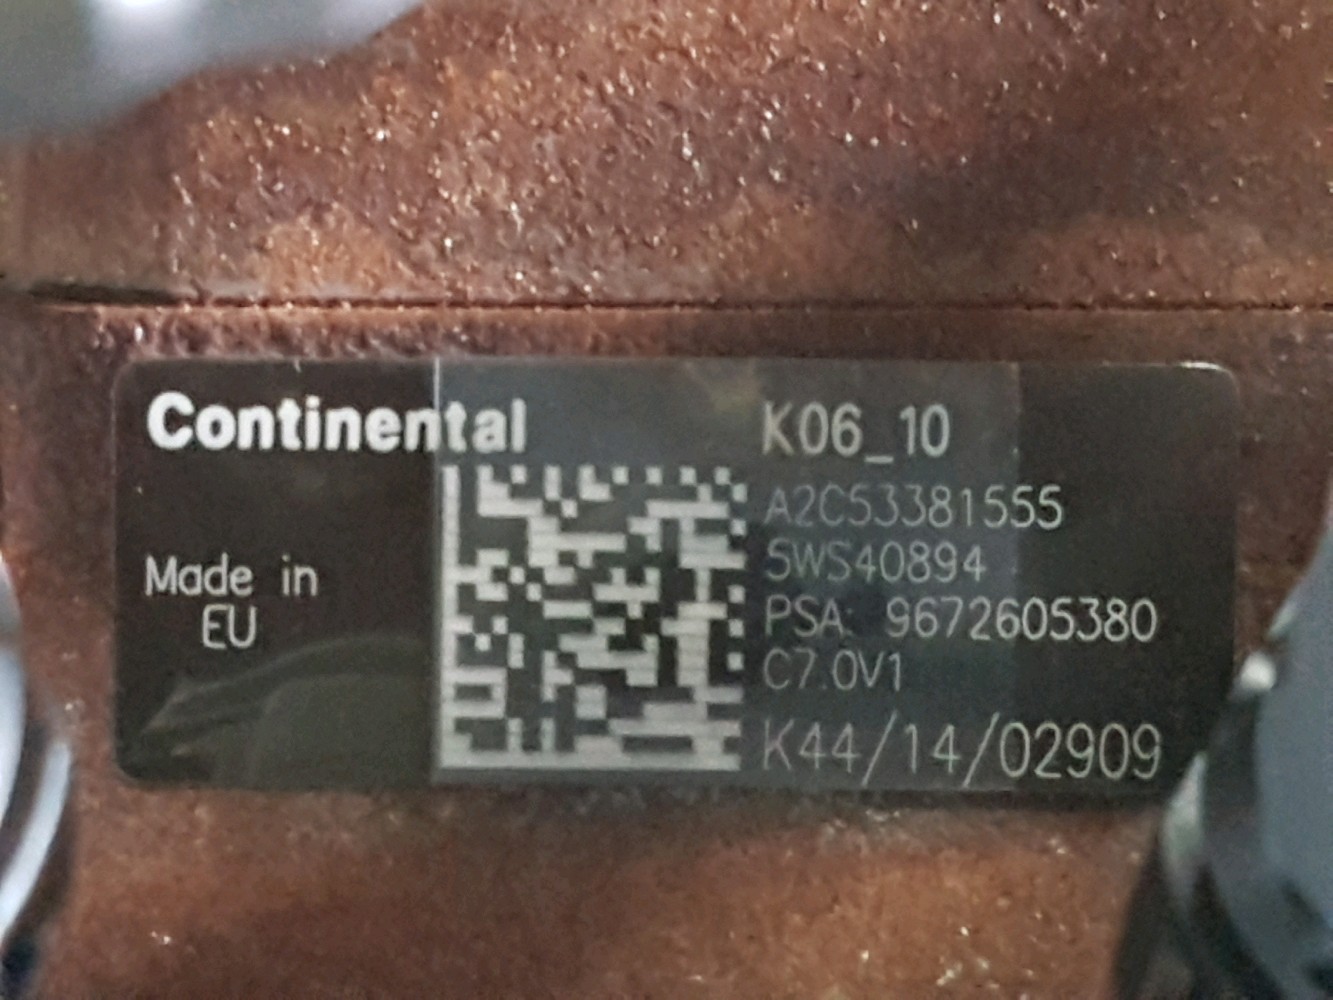 Continental
Made in
EU
K06_10
A2C53381555
5WS40894
PSA: 9672605380
C7.0V1
K44/14/02909